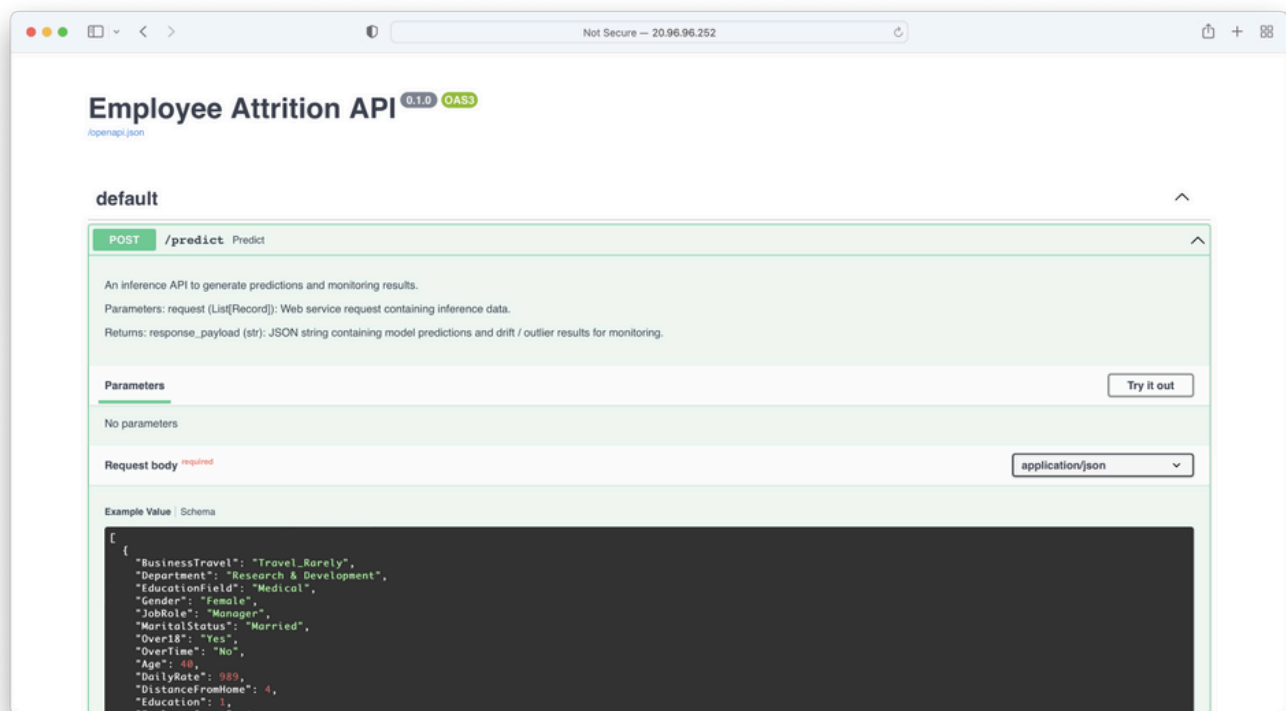 Not Secure — 20.96.96.252
Employee Attrition API 0.1.0 OAS3
/openapi.json
default
POST /predict Predict
An inference API to generate predictions and monitoring results.
Parameters: request (List[Record]): Web service request containing inference data.
Returns: response_payload (str): JSON string containing model predictions and drift / outlier results for monitoring.
Parameters
Try it out
No parameters
Request body required
application/json
Example Value | Schema
[
{
"BusinessTravel": "Travel_Rarely",
"Department": "Research & Development",
"EducationField": "Medical",
"Gender": "Female",
"JobRole": "Manager",
"MaritalStatus": "Married",
"Over18": "Yes",
"OverTime": "No",
"Age": 40,
"DailyRate": 989,
"DistanceFromHome": 4,
"Education": 1,